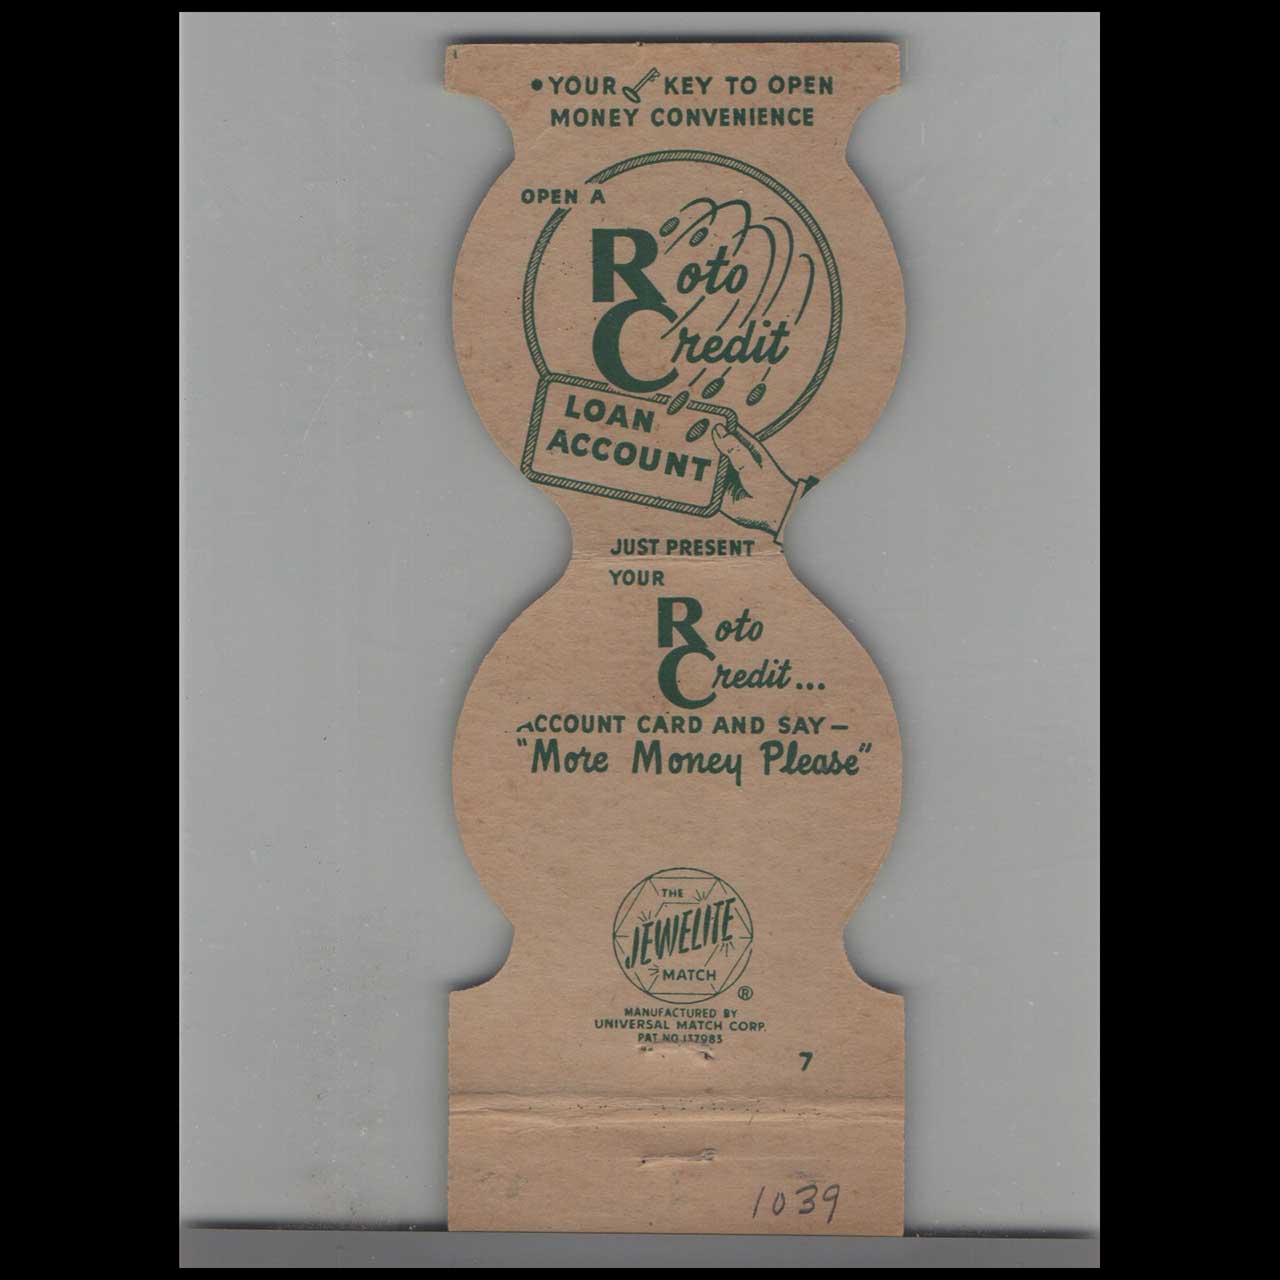 •YOUR KEY TO OPEN
MONEY CONVENIENCE
OPEN A
Roto
Credit
LOAN
ACCOUNT
JUST PRESENT
YOUR
Roto
Credit...
ACCOUNT CARD AND SAY—
"More Money Please"
THE
JEWELITE
MATCH
®
MANUFACTURED BY
UNIVERSAL MATCH CORP.
PAT NO 137983
7
1039